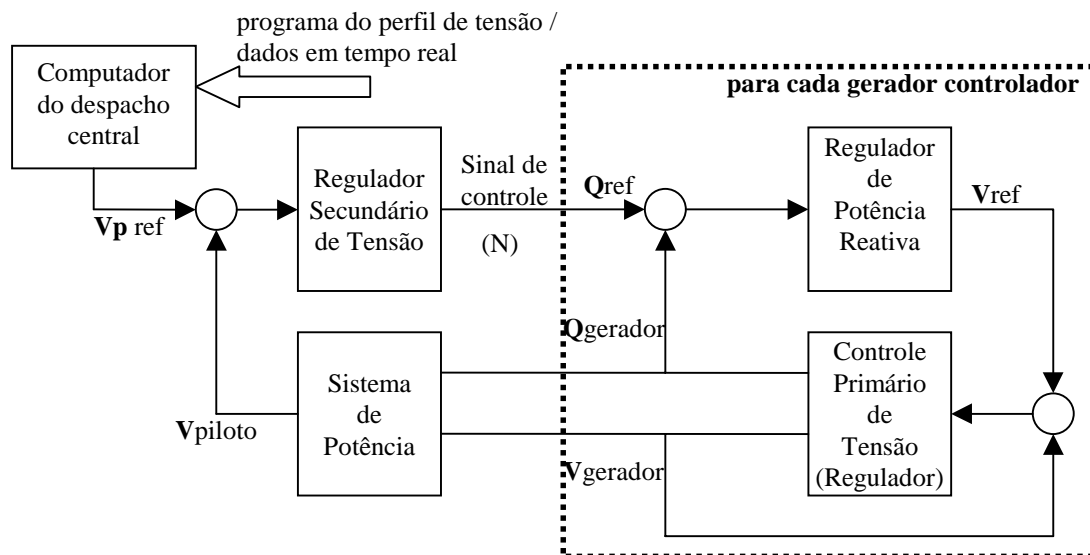 programa do perfil de tensão /
dados em tempo real
Computador
do despacho
central
para cada gerador controlador
Vp ref
Regulador
Secundário
de Tensão
Sinal de
controle
(N)
Qref
Regulador
de
Potência
Reativa
Vref
Qgerador
Sistema
de
Potência
Vpiloto
Vgerador
Controle
Primário
de
Tensão
(Regulador)